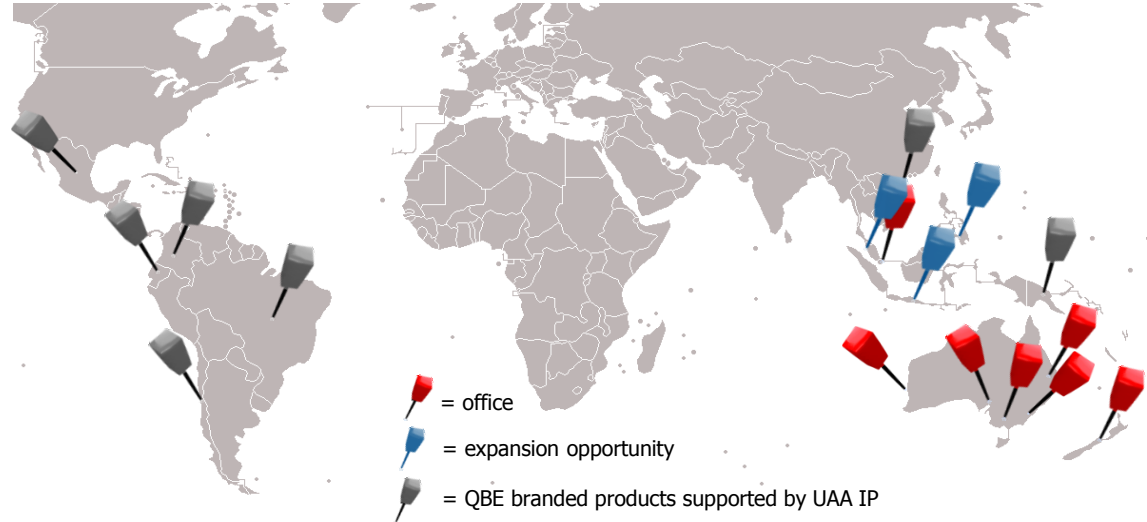 = office
= expansion opportunity
= QBE branded products supported by UAA IP